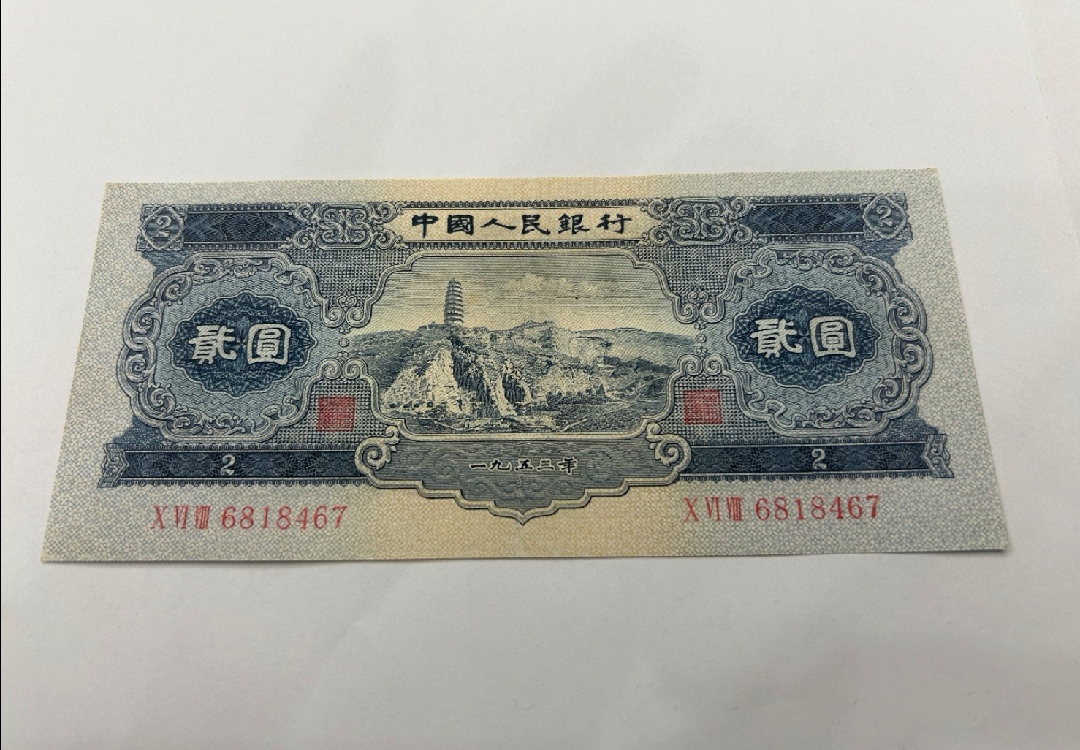 2 中國人民銀行 2
貳圓 貳圓
2 一九五三年 2
X VI VIII 6818467 X VI VIII 6818467